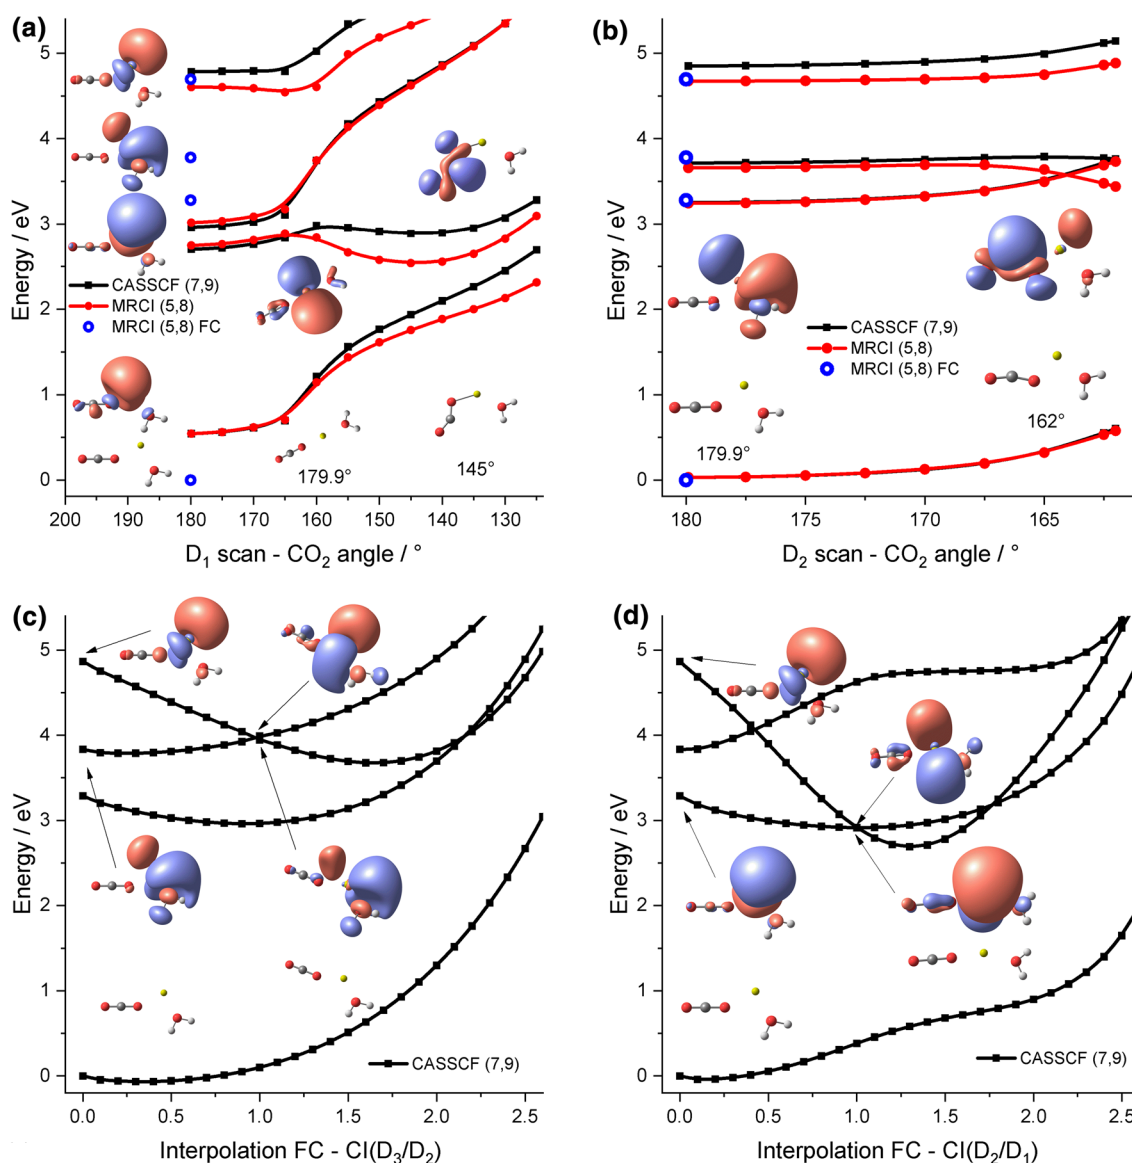 (a)
5
4
3
2
1
0
Energy / eV
CASSCF (7,9)
MRCI (5,8)
MRCI (5,8) FC
179.9°
145°
200 190 180 170 160 150 140 130
D₁ scan - CO₂ angle / °
(b)
5
4
3
2
1
0
Energy / eV
CASSCF (7,9)
MRCI (5,8)
MRCI (5,8) FC
179.9°
162°
180 175 170 165
D₂ scan - CO₂ angle / °
(c)
5
4
3
2
1
0
Energy / eV
CASSCF (7,9)
0.0 0.5 1.0 1.5 2.0 2.5
Interpolation FC - CI(D₃/D₂)
(d)
5
4
3
2
1
0
Energy / eV
CASSCF (7,9)
0.0 0.5 1.0 1.5 2.0 2.5
Interpolation FC - CI(D₂/D₁)